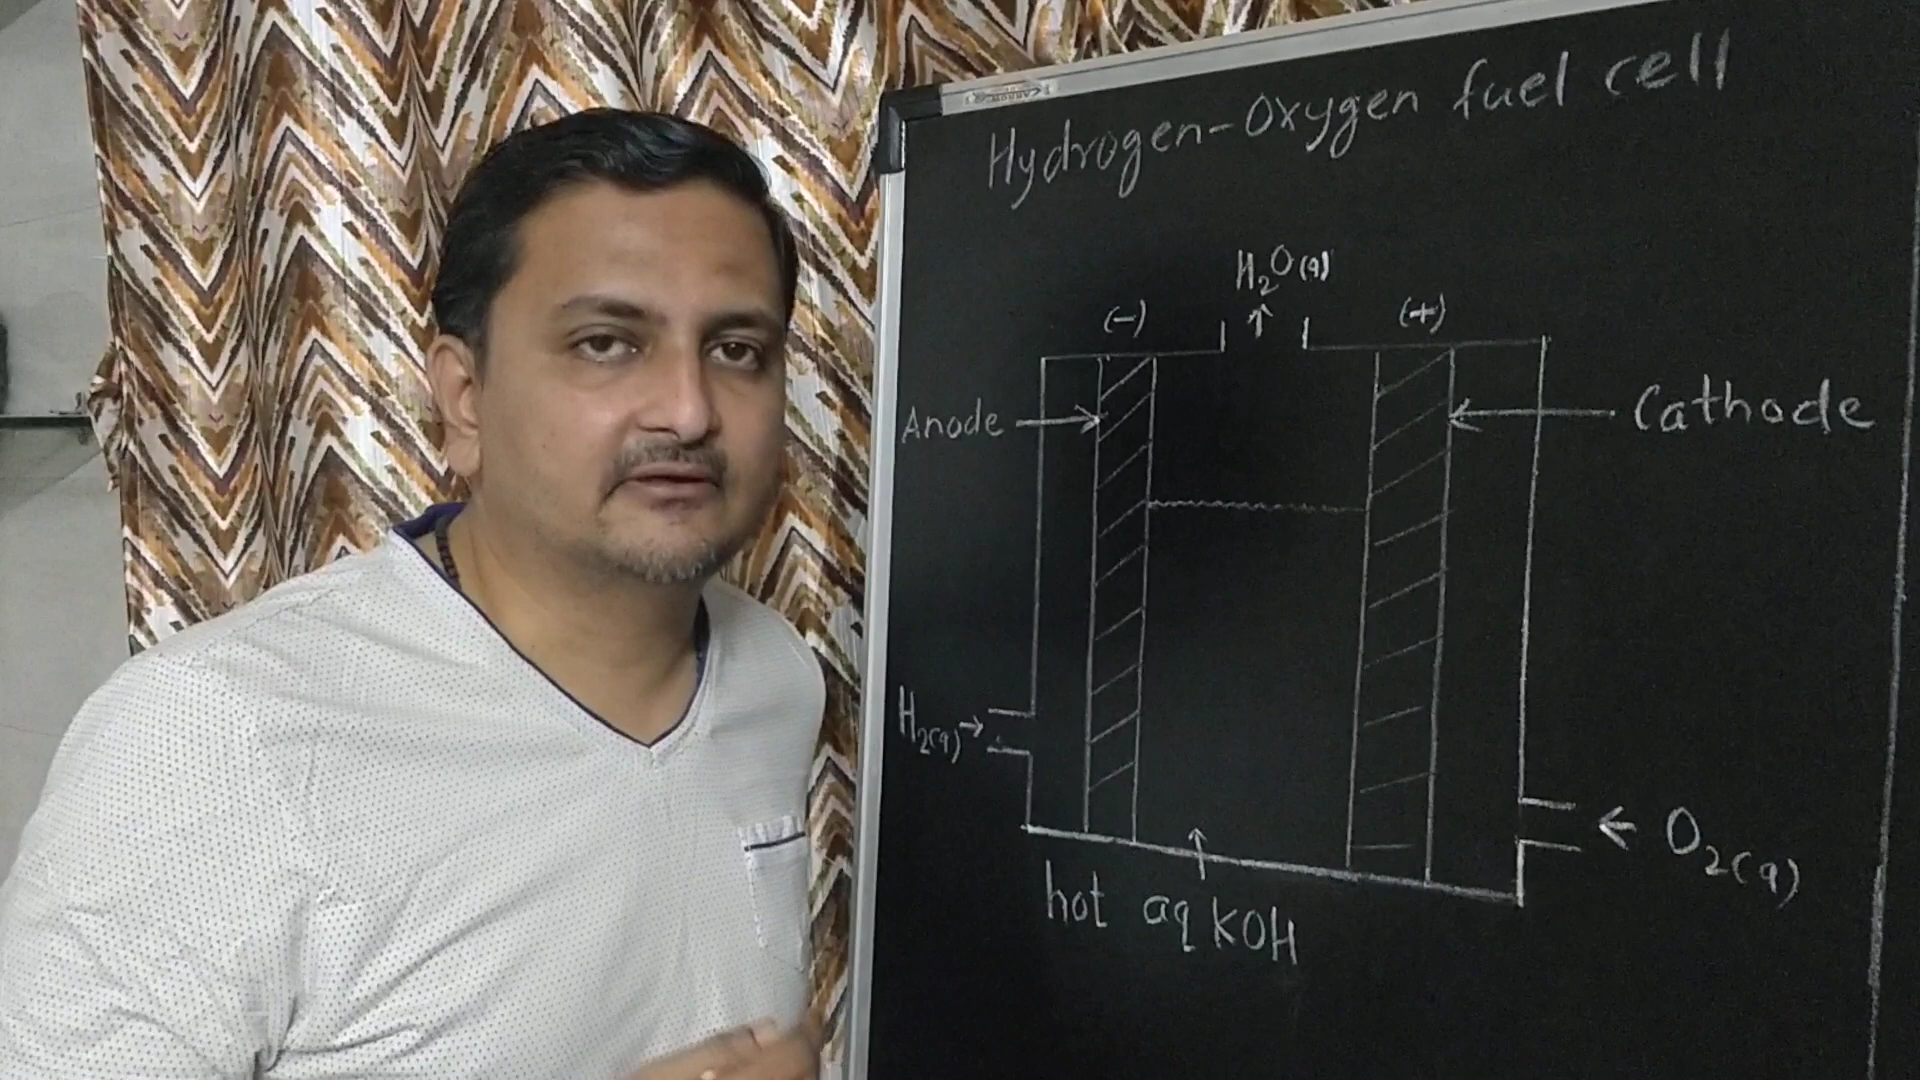 Hydrogen-Oxygen fuel cell
H₂O(g)
(-)
(+)
Anode
Cathode
H₂(g)
O₂(g)
hot aq KOH